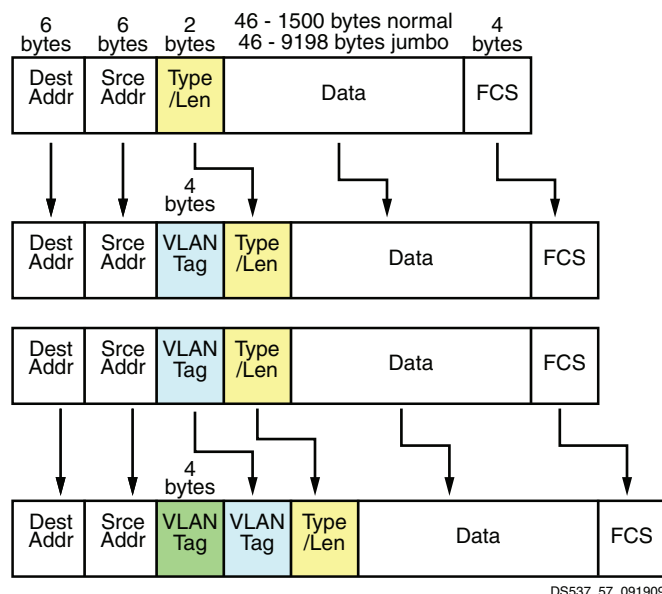 6 bytes
6 bytes
2 bytes
46 - 1500 bytes normal
46 - 9198 bytes jumbo
4 bytes
Dest Addr
Srce Addr
Type /Len
Data
FCS
4 bytes
Dest Addr
Srce Addr
VLAN Tag
Type /Len
Data
FCS
Dest Addr
Srce Addr
VLAN Tag
Type /Len
Data
FCS
4 bytes
Dest Addr
Srce Addr
VLAN Tag
VLAN Tag
Type /Len
Data
FCS
DS537_57_091909